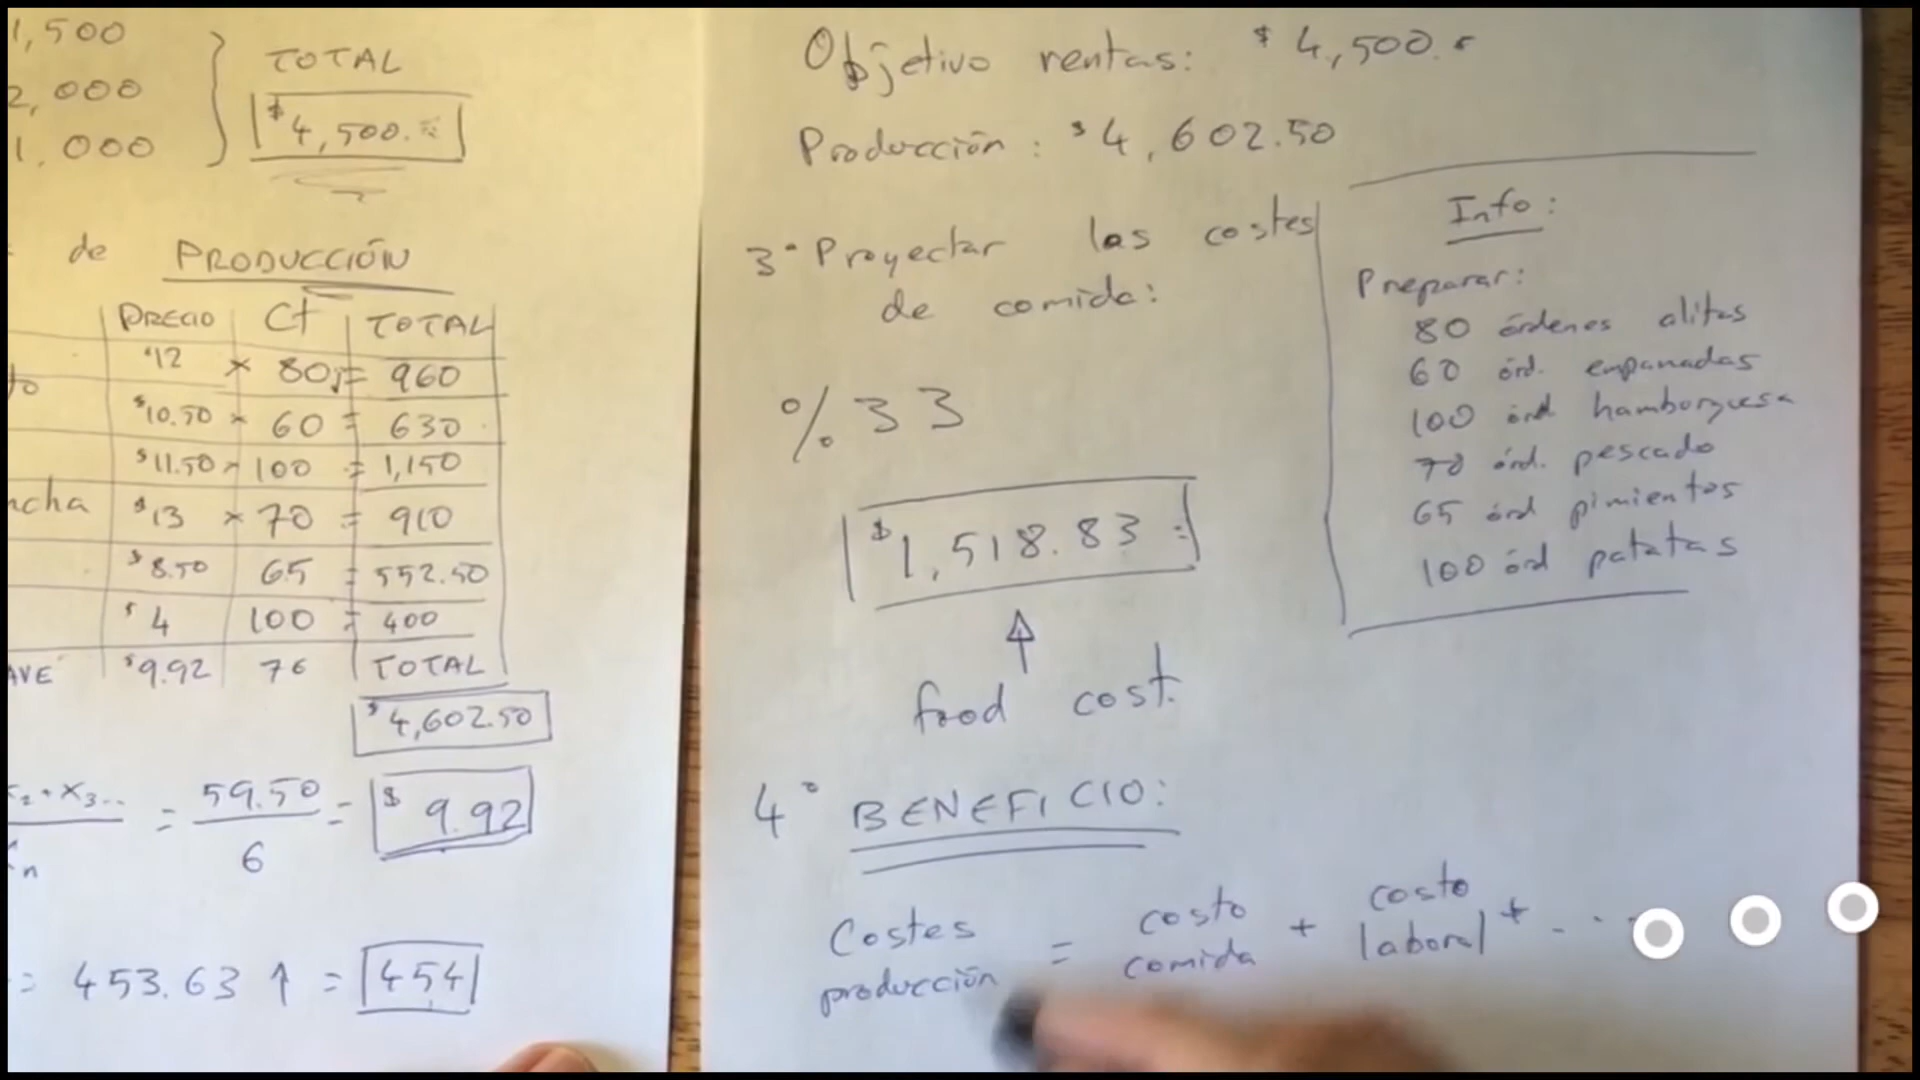 1,500
2,000
1,000
TOTAL
$4,500.
de PRODUCCIÓN
PRECIO Ct TOTAL
$12 × 80 = 960
$10.50 × 60 = 630
$11.50 × 100 = 1,150
$13 × 70 = 910
$8.50 65 = 552.50
$4 100 = 400
$9.92 76 TOTAL
$4,602.50
= 59.50 / 6 = $9.92
= 453.63 ↑ = 454
Objetivo rentas: $4,500.
Producción: $4,602.50
3° Proyectar los costes
de comida:
%33
$1,518.83
food cost.
4° BENEFICIO:
Costes producción = costo comida + costo laboral + ...
Info:
Preparar:
80 órdenes alitas
60 órd. empanadas
100 órd hamburguesa
70 órd. pescado
65 órd pimientos
100 órd patatas